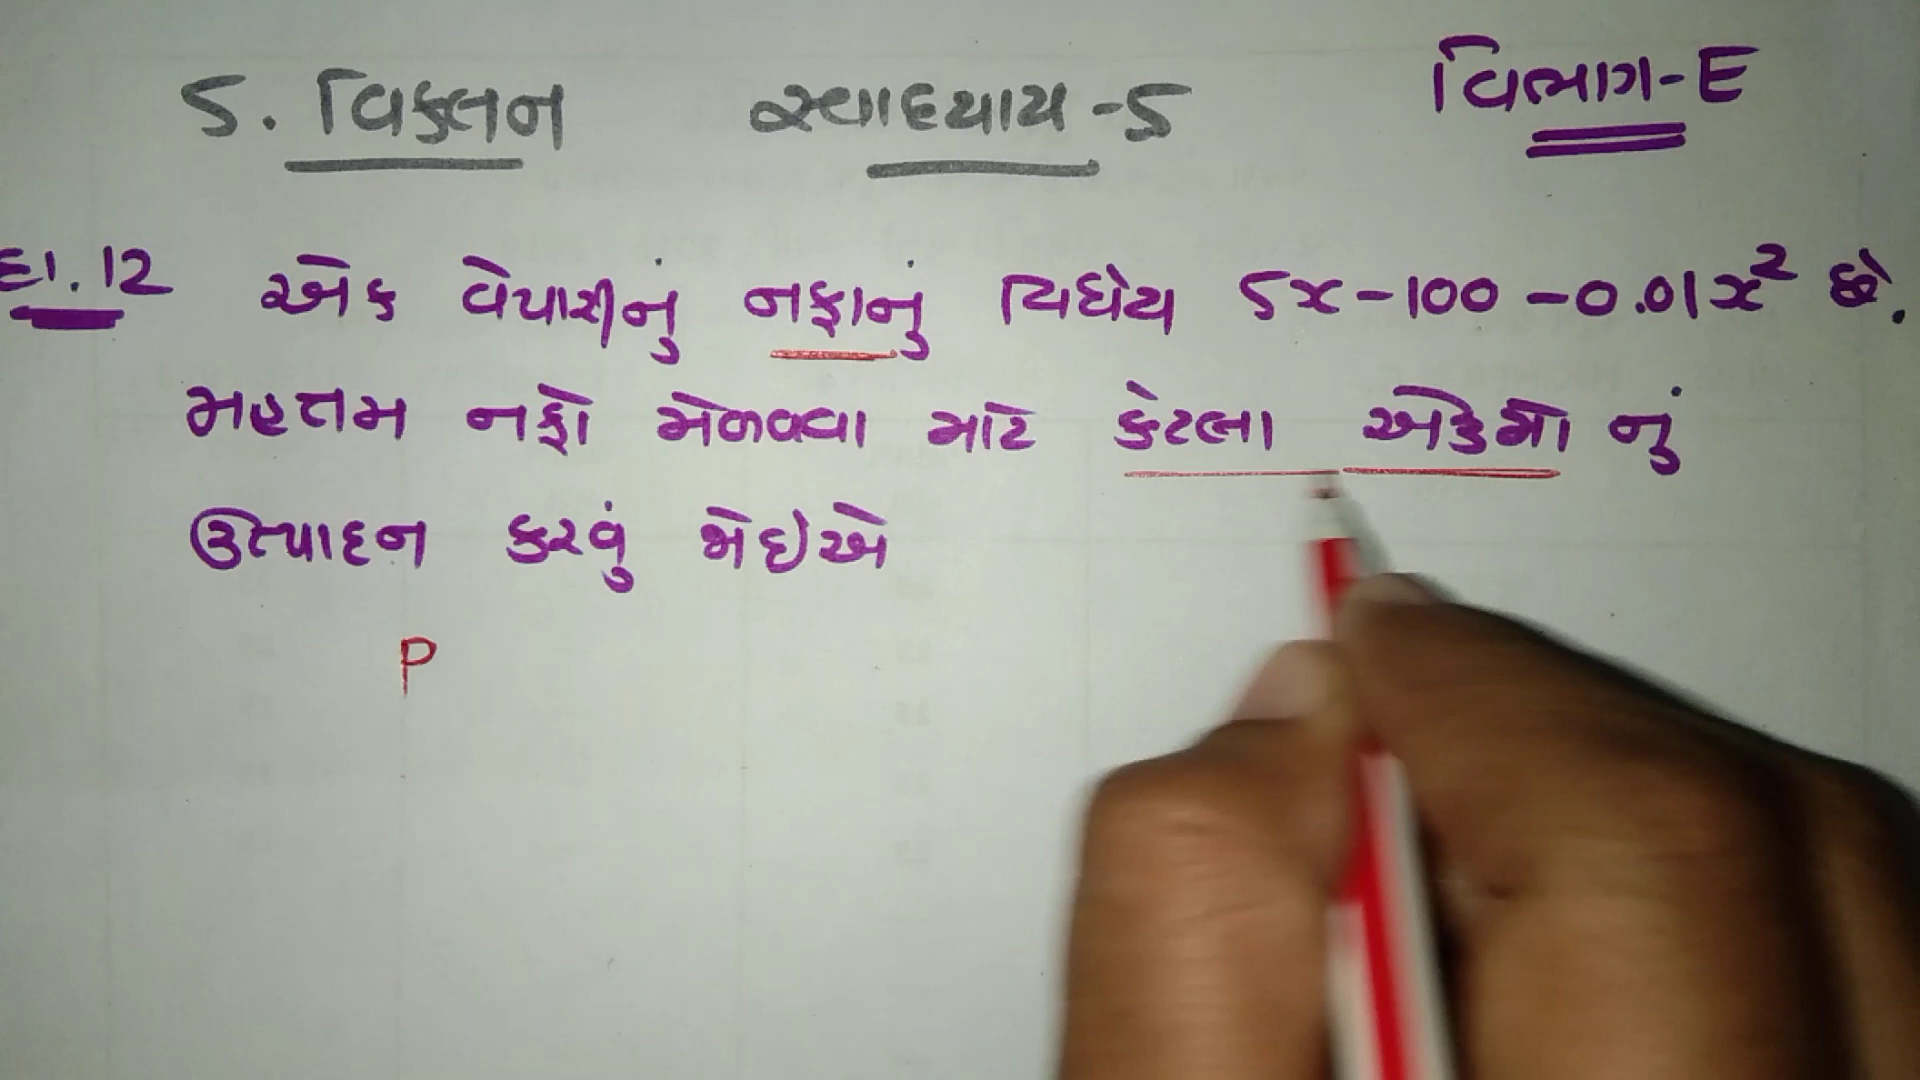 5. વિકલન સ્વાધ્યાય-5 વિભાગ-E
દા.12 એક વેપારીનું નફાનું વિધેય 5x-100-0.01x² છે.
મહત્તમ નફો મેળવવા માટે કેટલા એકમો નું
ઉત્પાદન કરવું જોઇએ
P